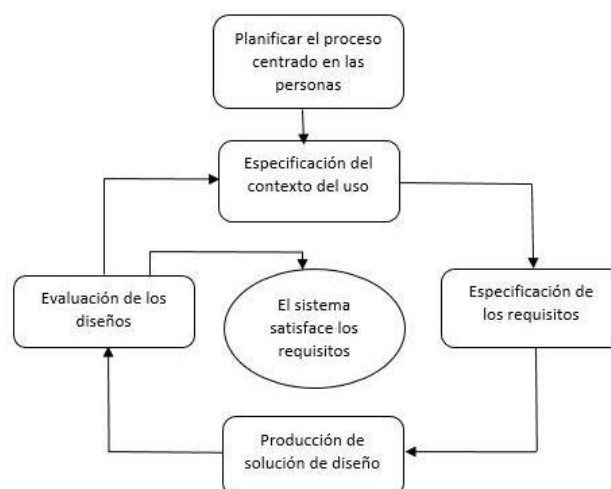 Planificar el proceso
centrado en las
personas
Especificación del
contexto del uso
Evaluación de los
diseños
El sistema
satisface los
requisitos
Especificación de
los requisitos
Producción de
solución de diseño